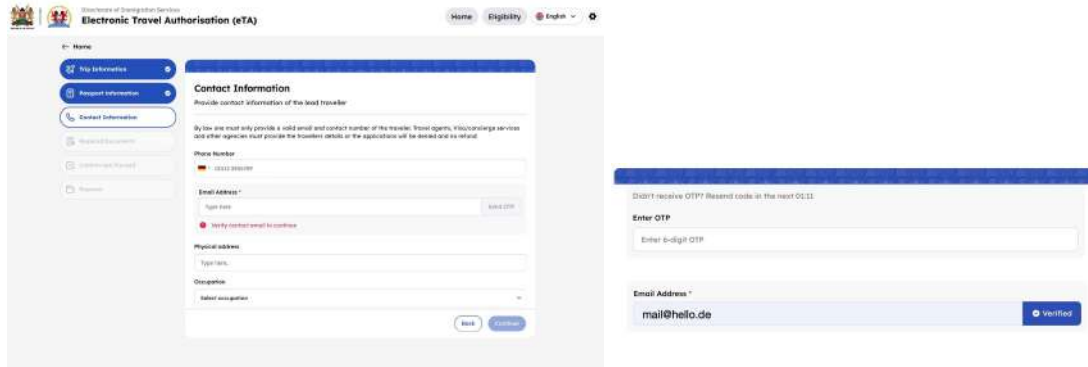 Directorate of Immigration Services
Electronic Travel Authorisation (eTA)
Home
Eligibility
English
← Home
Trip Information
Passport Information
Contact Information
Required Documents
Contact Information
Provide contact information of the lead traveller
By law one must only provide a valid email and contact number of the traveler. Travel agents, Visa/concierge services
and other agencies must provide the travellers details or the applications will be denied and no refund
Phone Number
Email Address *
Type here
Send OTP
Verify contact email to continue
Physical address
Type here..
Occupation
Select occupation
Back
Continue
Didn't receive OTP? Resend code in the next 01:11
Enter OTP
Enter 6-digit OTP
Email Address *
mail@hello.de
Verified